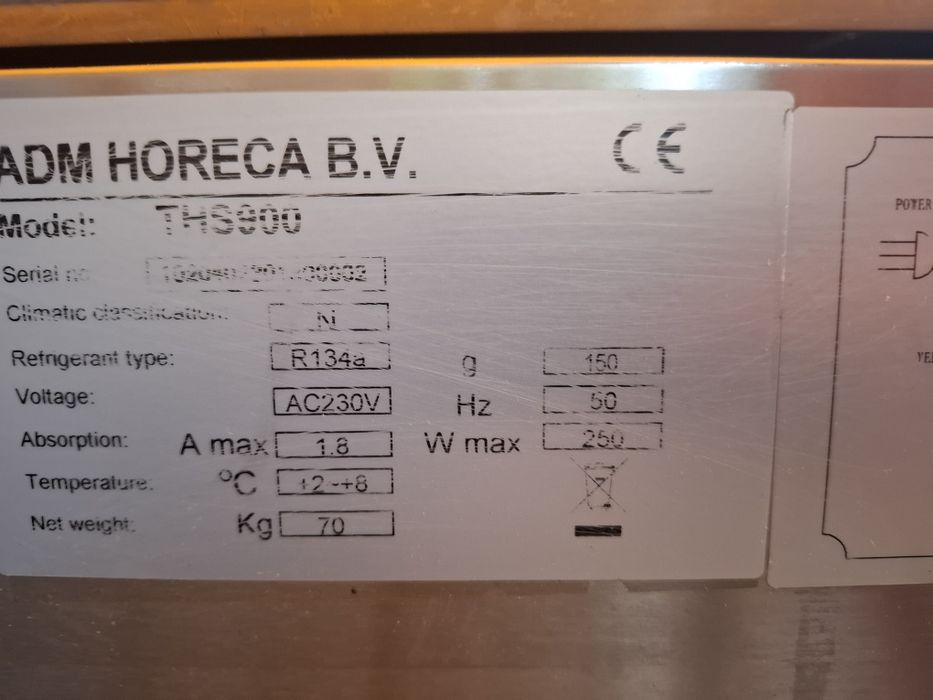 ADM HORECA B.V. CE
Model: THS900
Serial no
Climatic classification: N
Refrigerant type: R134a g 150
Voltage: AC230V Hz 50
Absorption: A max 1.8 W max 250
Temperature: °C +2~+8
Net weight: Kg 70
POWER